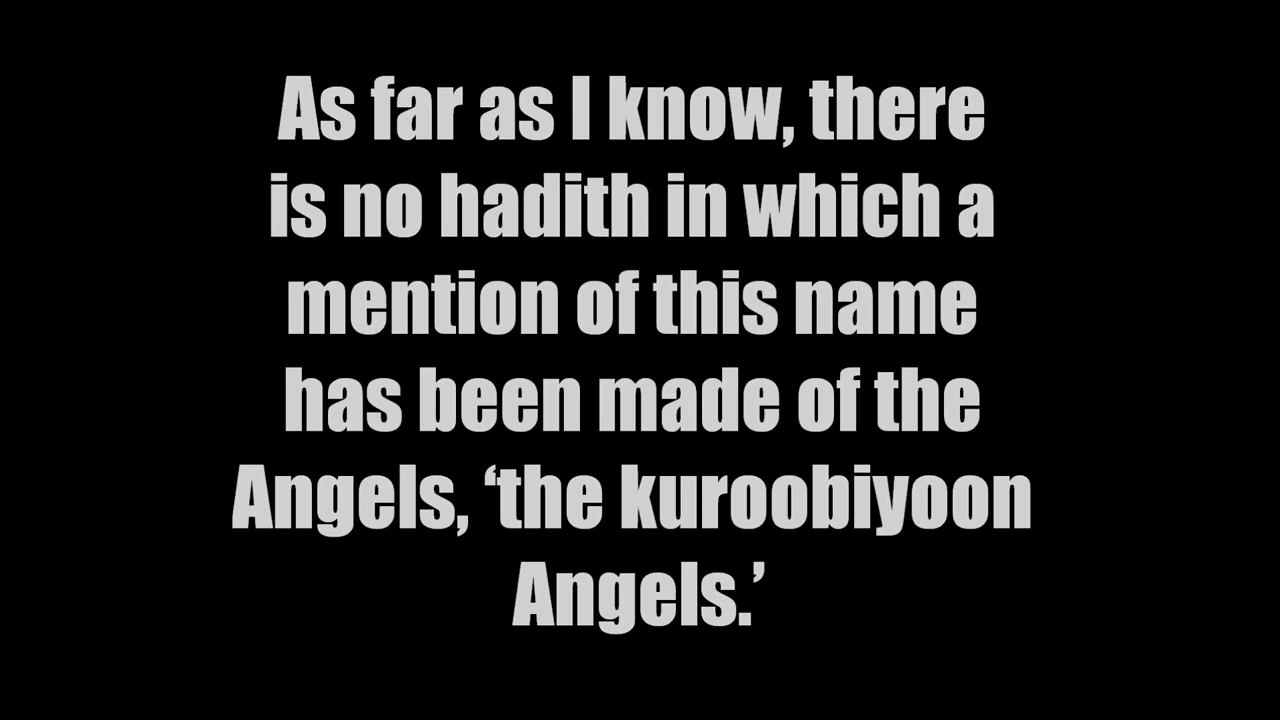 As far as I know, there
is no hadith in which a
mention of this name
has been made of the
Angels, ‘the kuroobiyoon
Angels.’